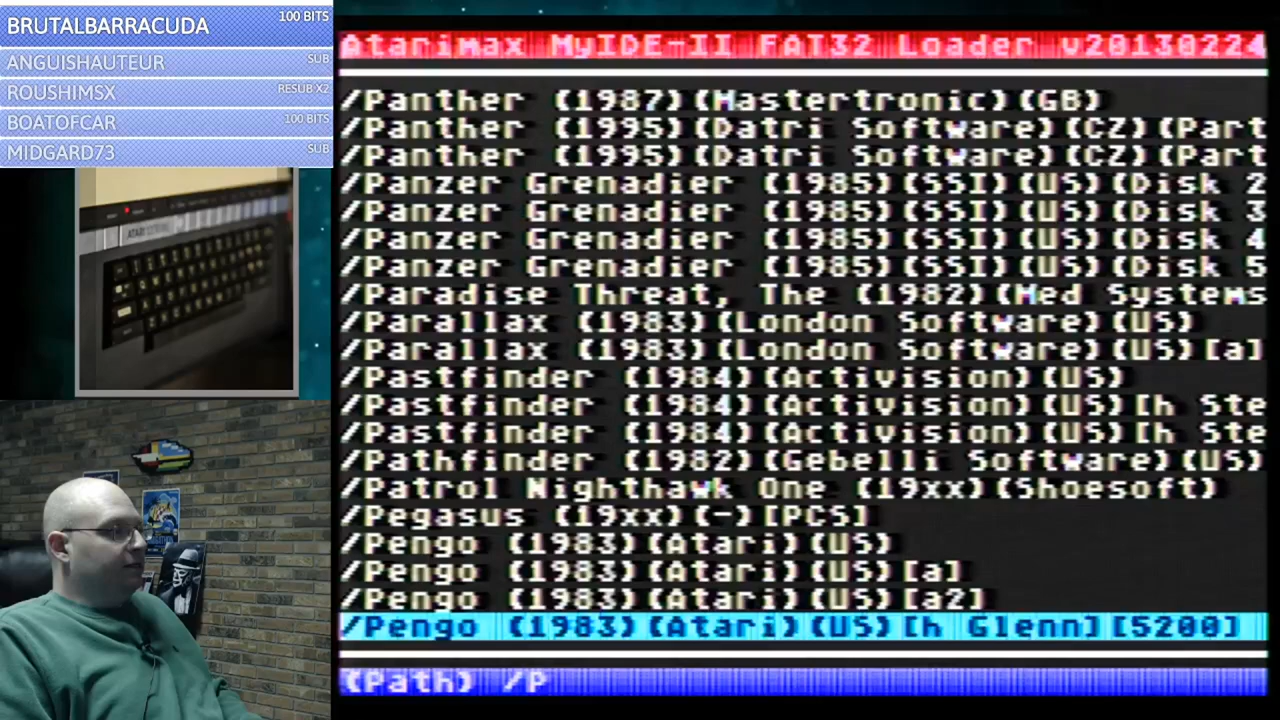 BRUTALBARRACUDA 100 BITS
ANGUISHAUTEUR SUB
ROUSHIMSX RESUB X2
BOATOFCAR 100 BITS
MIDGARD73 SUB
Atarimax MyIDE-II FAT32 Loader v20130224
/Panther (1987)(Mastertronic)(GB)
/Panther (1995)(Datri Software)(CZ)(Part
/Panther (1995)(Datri Software)(CZ)(Part
/Panzer Grenadier (1985)(SSI)(US)(Disk 2
/Panzer Grenadier (1985)(SSI)(US)(Disk 3
/Panzer Grenadier (1985)(SSI)(US)(Disk 4
/Panzer Grenadier (1985)(SSI)(US)(Disk 5
/Paradise Threat, The (1982)(Med Systems
/Parallax (1983)(London Software)(US)
/Parallax (1983)(London Software)(US)[a]
/Pastfinder (1984)(Activision)(US)
/Pastfinder (1984)(Activision)(US)[h Ste
/Pastfinder (1984)(Activision)(US)[h Ste
/Pathfinder (1982)(Gebelli Software)(US)
/Patrol Nighthawk One (19xx)(Shoesoft)
/Pegasus (19xx)(-)[PCS]
/Pengo (1983)(Atari)(US)
/Pengo (1983)(Atari)(US)[a]
/Pengo (1983)(Atari)(US)[a2]
/Pengo (1983)(Atari)(US)[h Glenn][5200]
(Path) /P